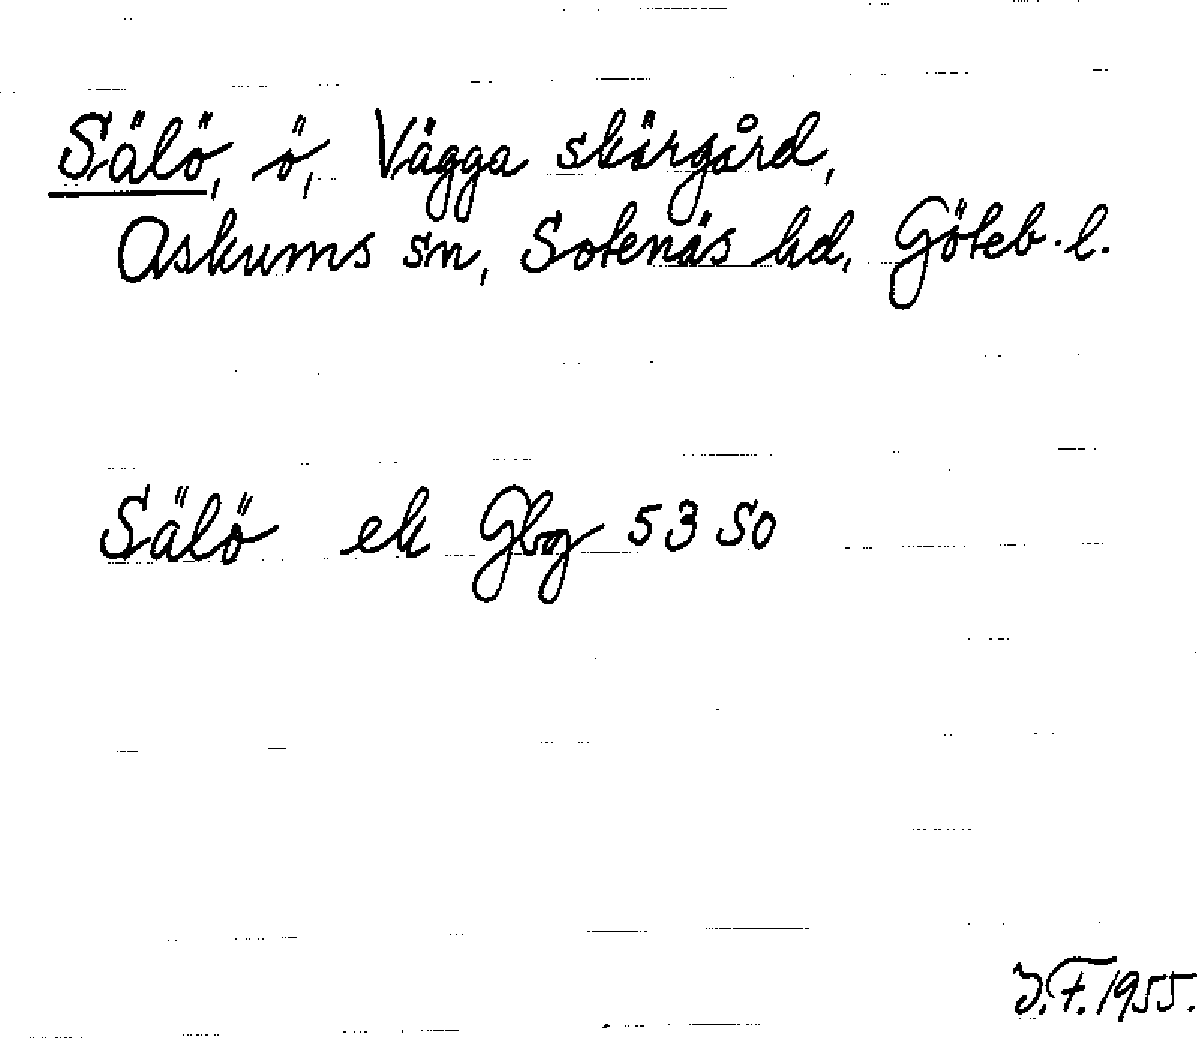 Sälö, ö, Vägga skärgård,
Askums sn, Sotenäs hd, Göteb. l.
Sälö ek Gbg 53 SO
J.F. 1955.